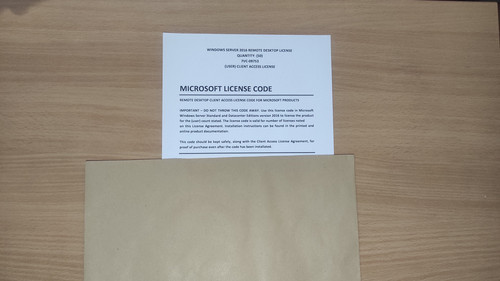 WINDOWS SERVER 2016 REMOTE DESKTOP LICENSE
QUANTITY (50)
(USER) CLIENT ACCESS LICENSE
MICROSOFT LICENSE CODE
REMOTE DESKTOP CLIENT ACCESS LICENSE CODE FOR MICROSOFT PRODUCTS
IMPORTANT – DO NOT THROW THIS CODE AWAY: Use this license code in Microsoft
Windows Server Standard and Datacenter Editions version 2016 to license the product
for the (user) count stated. The license code is valid for number of licenses noted
on this License Agreement. Installation instructions can be found in the printed and
online product documentation
This code should be kept safely, along with the Client Access License Agreement, for
proof of purchase even after the code has been installed.